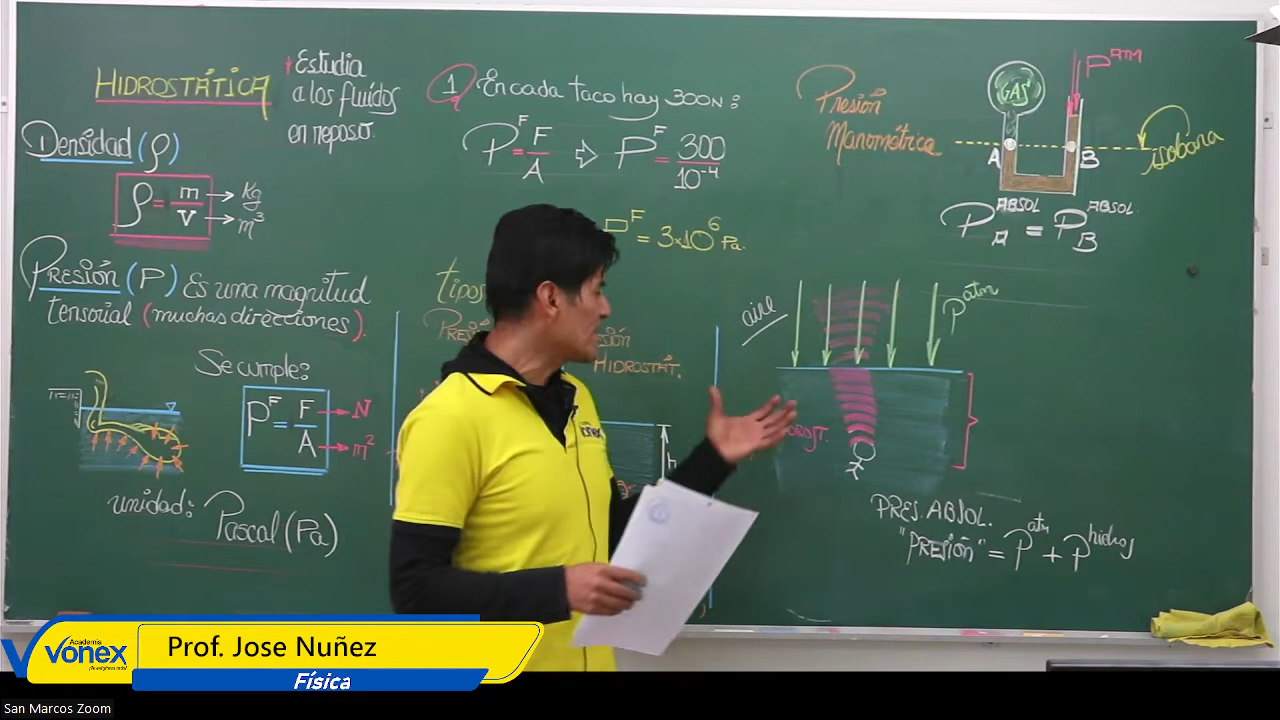 HIDROSTÁTICA
* Estudia
a los fluidos
en reposo.
Densidad (ρ)
ρ = m/V → Kg
→ m³
PRESIÓN (P) Es una magnitud
tensorial (muchas direcciones).
Se cumple:
P^F = F/A → N
→ m²
unidad: Pascal (Pa)
1 En cada taco hay 300N:
P^F = F/A ⇒ P^F = 300/10^-4
P^F = 3×10^6 Pa.
tipos
HIDROSTÁT.
h
Presión
Manométrica
GAS
P^ATM
A
B
isobara
P_A^ABSOL = P_B^ABSOL.
aire
P^atm
PRES. ABSOL.
"PRESIÓN" = P^atm + P^hidros
Academia
vonex
Prof. Jose Nuñez
Física
San Marcos Zoom